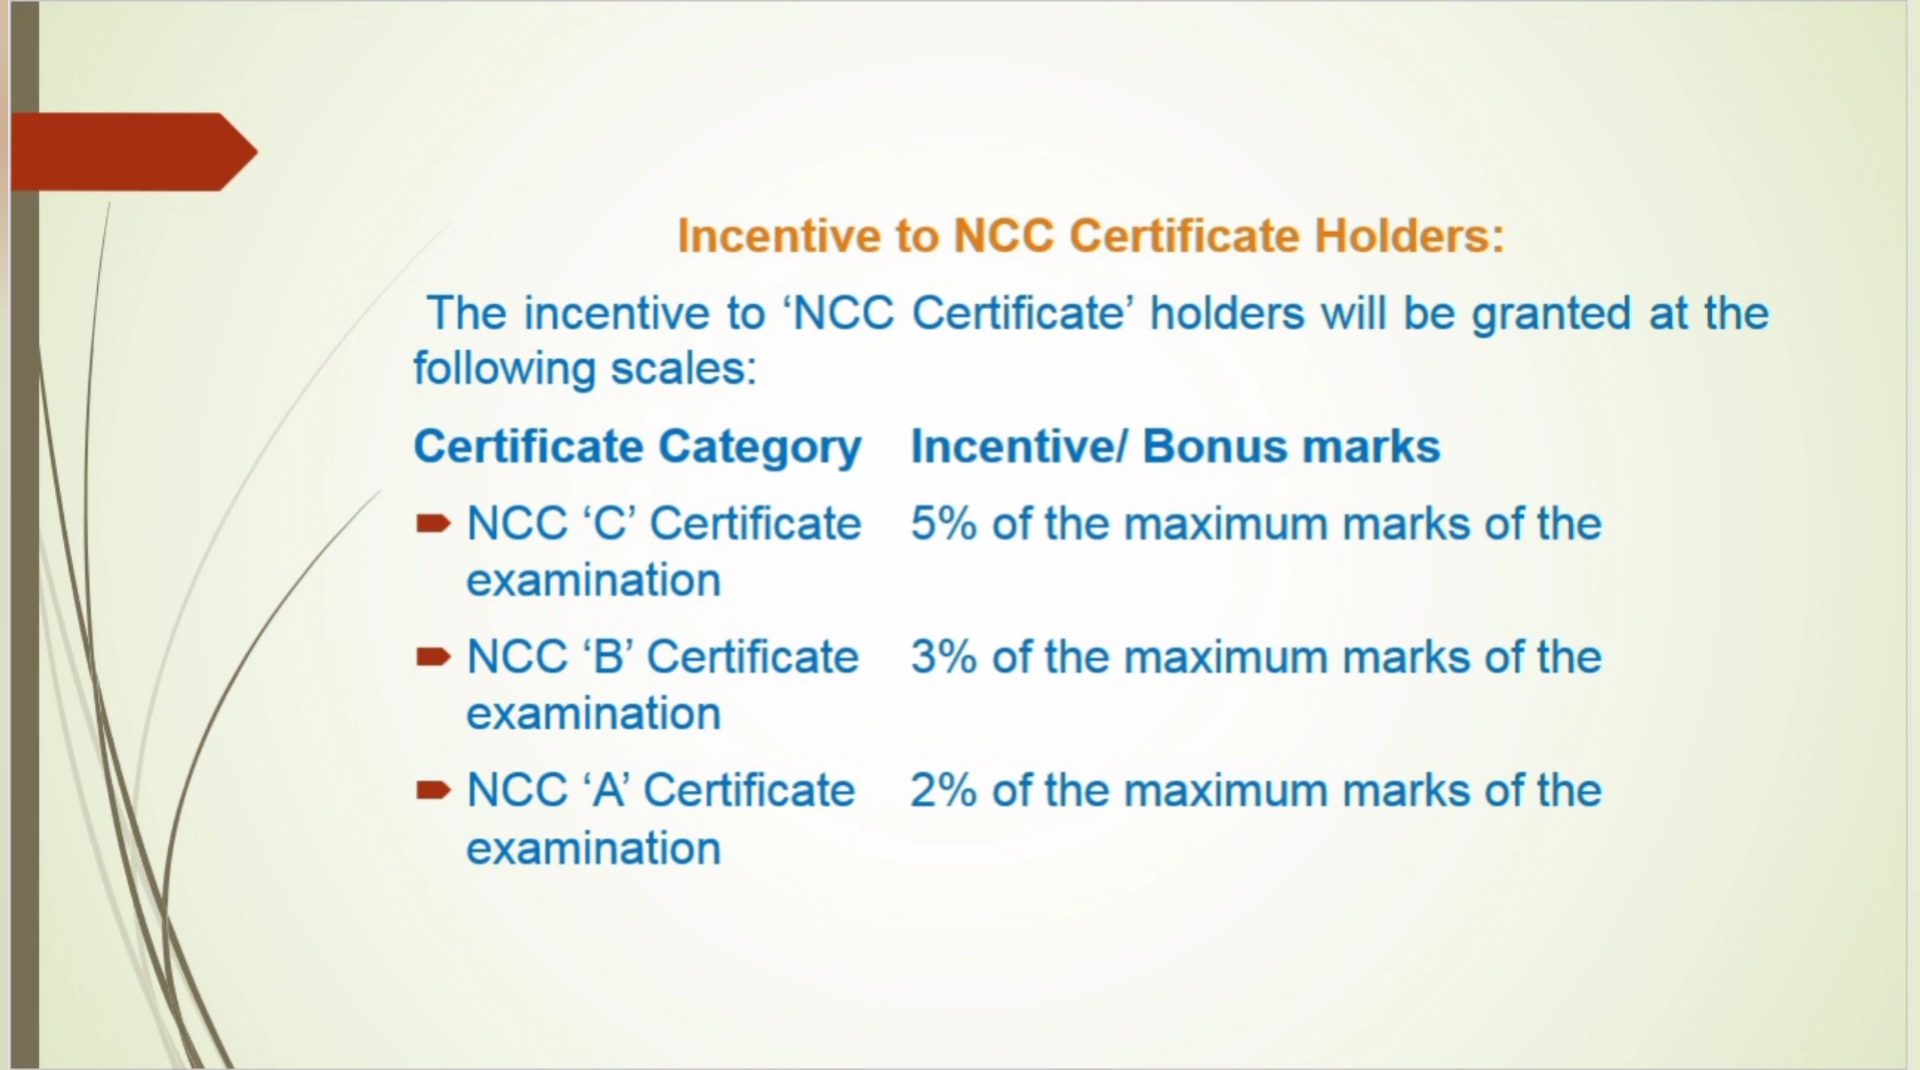 Incentive to NCC Certificate Holders:
The incentive to ‘NCC Certificate’ holders will be granted at the
following scales:
Certificate Category Incentive/ Bonus marks
NCC ‘C’ Certificate 5% of the maximum marks of the
examination
NCC ‘B’ Certificate 3% of the maximum marks of the
examination
NCC ‘A’ Certificate 2% of the maximum marks of the
examination